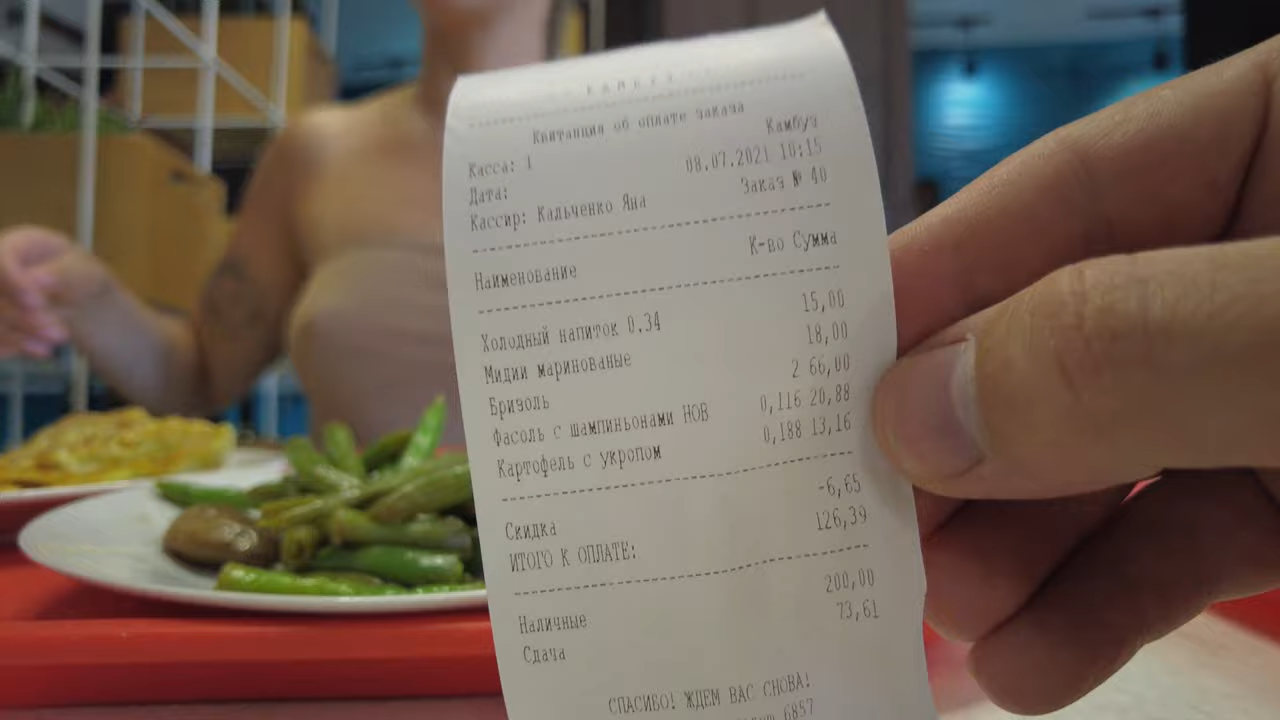 Квитанция об оплате заказа
Касса: 1 Камбуз
Дата: 08.07.2021 10:15
Кассир: Кальченко Яна Заказ № 40
Наименование К-во Сумма
Холодный напиток 0.34 15,00
Мидии маринованые 18,00
Бризоль 2 66,00
Фасоль с шампиньонами НОВ 0,116 20,88
Картофель с укропом 0,188 13,16
Скидка -6,65
ИТОГО К ОПЛАТЕ: 126,39
Наличные 200,00
Сдача 73,61
СПАСИБО! ЖДЕМ ВАС СНОВА!
6857